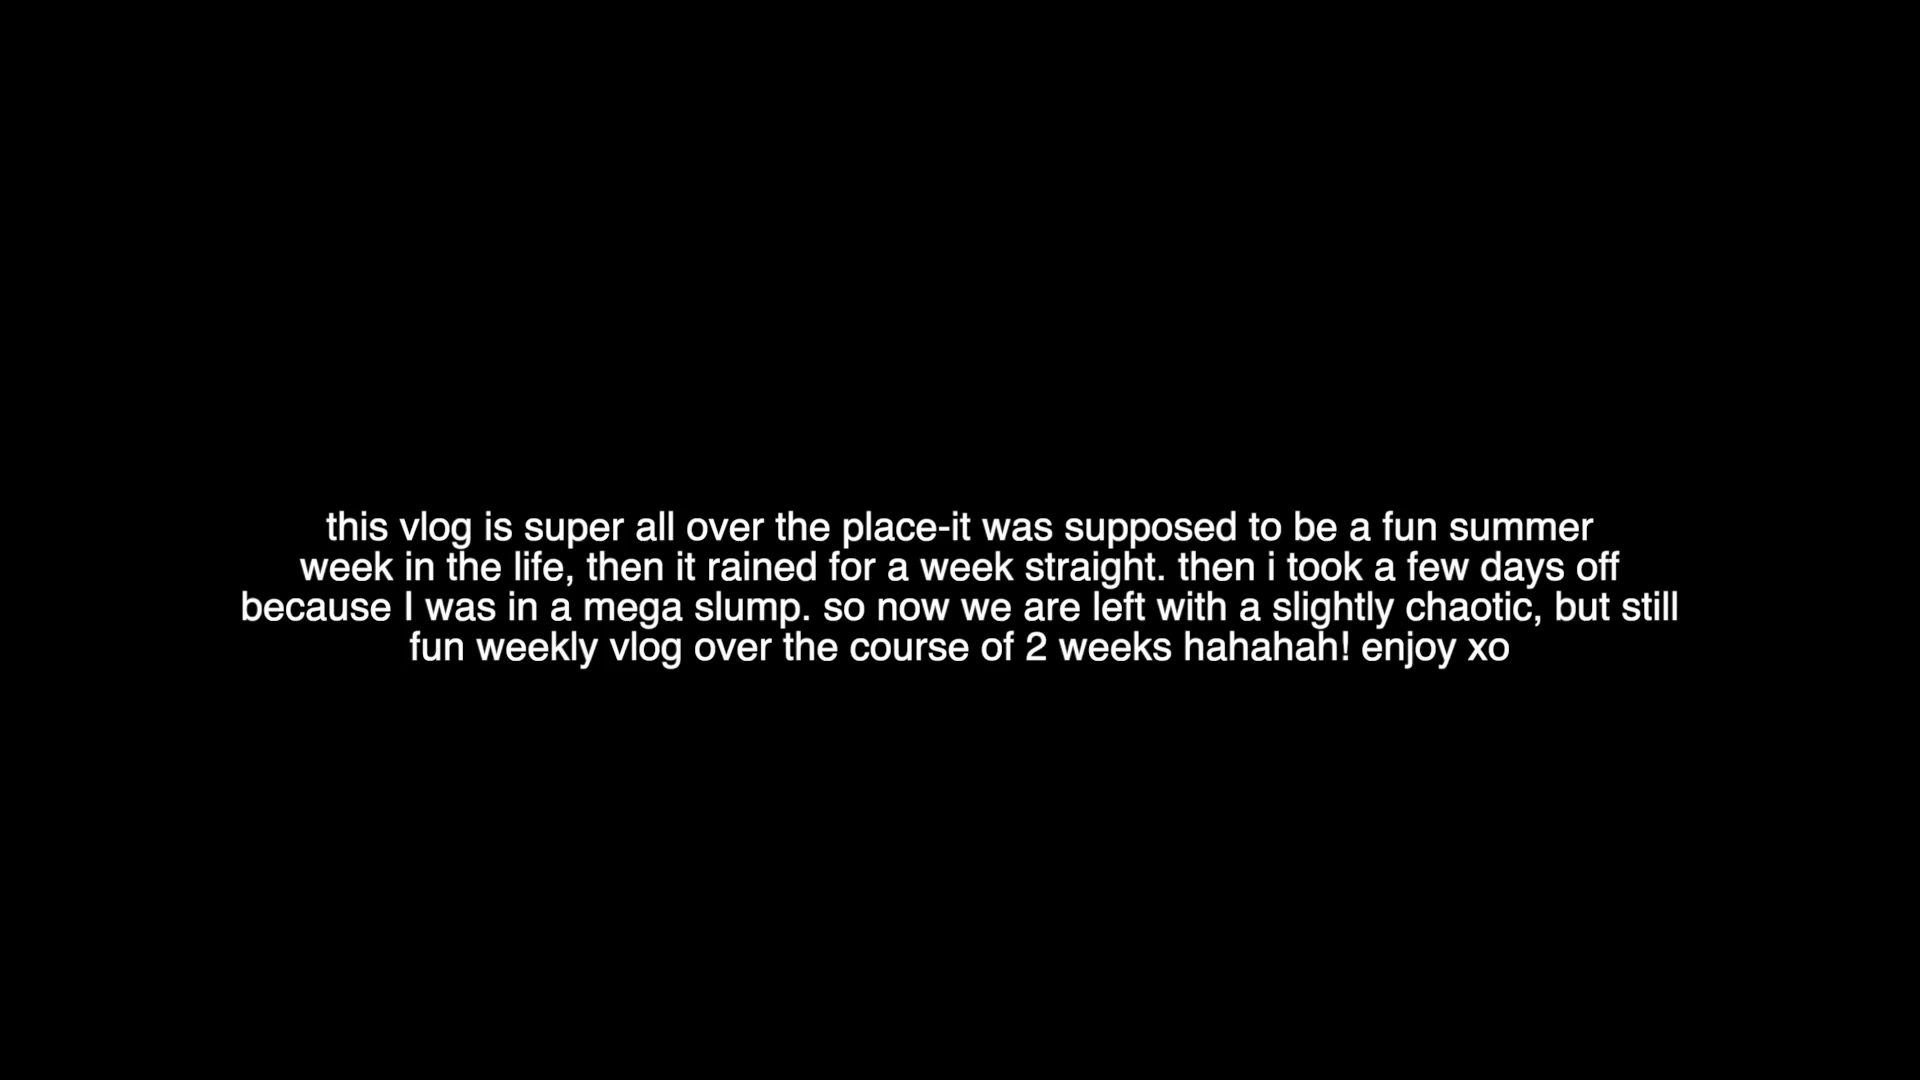 this vlog is super all over the place-it was supposed to be a fun summer
week in the life, then it rained for a week straight. then i took a few days off
because I was in a mega slump. so now we are left with a slightly chaotic, but still
fun weekly vlog over the course of 2 weeks hahahah! enjoy xo